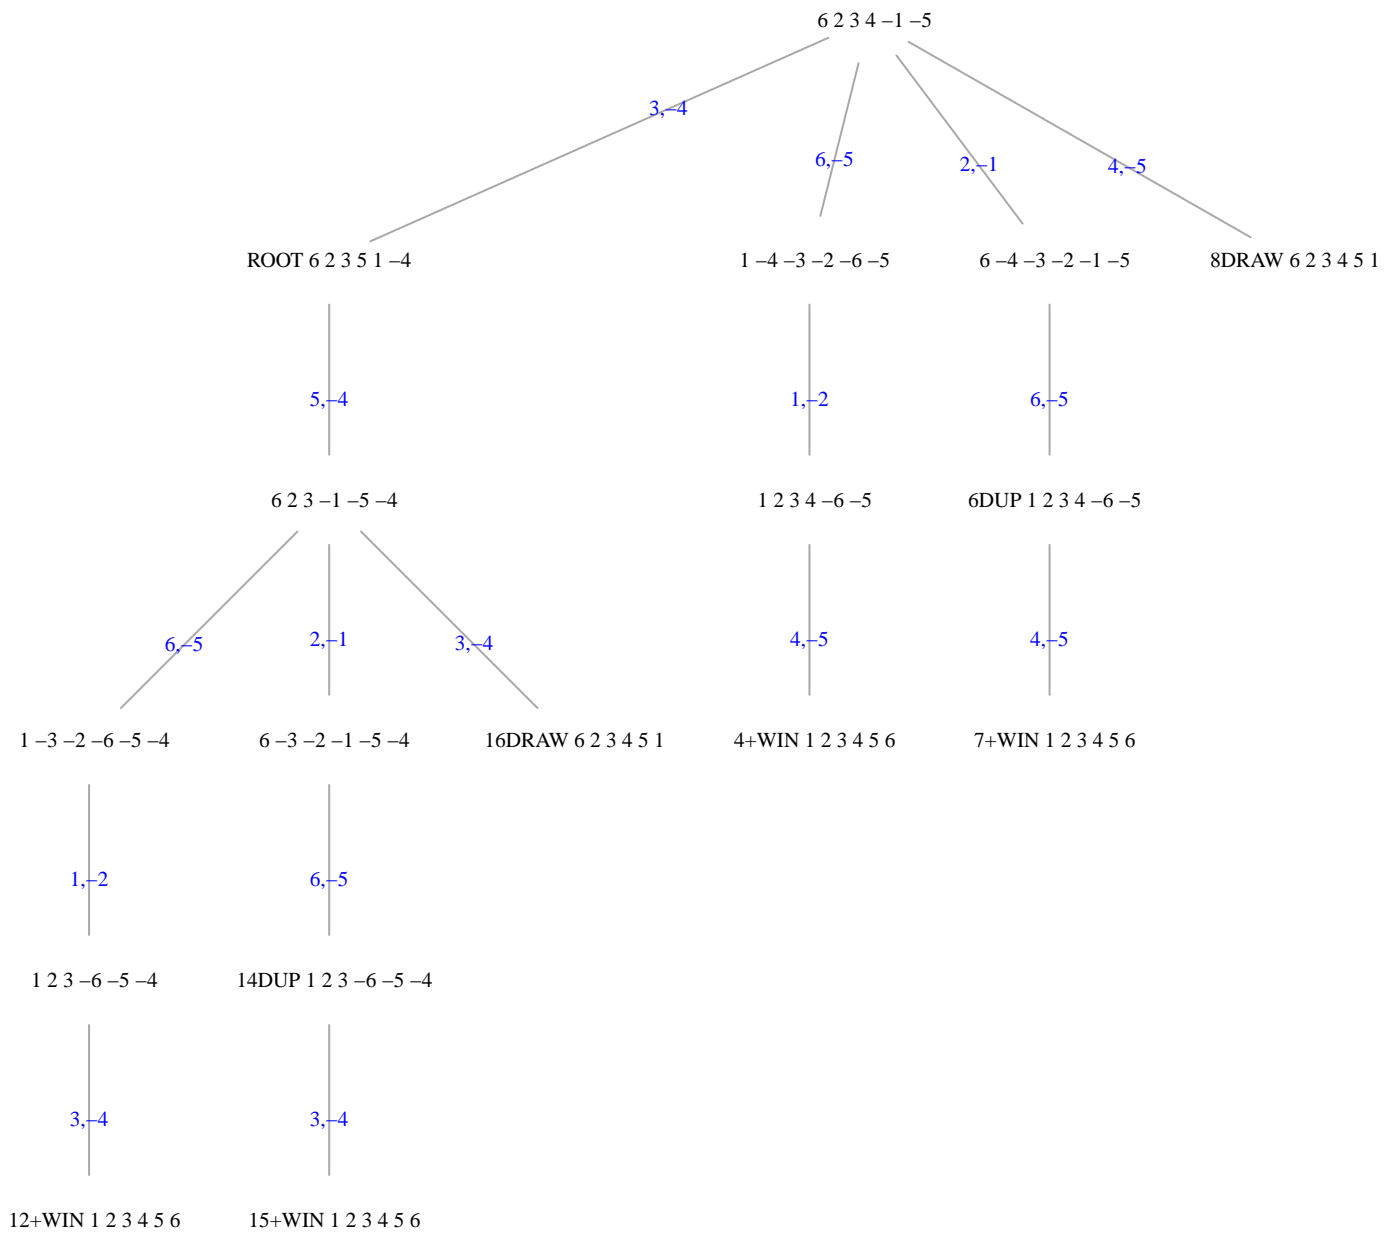 6 2 3 4 –1 –5
3,–4
6,–5
2,–1
4,–5
ROOT 6 2 3 5 1 –4
1 –4 –3 –2 –6 –5
6 –4 –3 –2 –1 –5
8DRAW 6 2 3 4 5 1
5,–4
1,–2
6,–5
6 2 3 –1 –5 –4
1 2 3 4 –6 –5
6DUP 1 2 3 4 –6 –5
6,–5
2,–1
3,–4
4,–5
4,–5
1 –3 –2 –6 –5 –4
6 –3 –2 –1 –5 –4
16DRAW 6 2 3 4 5 1
4+WIN 1 2 3 4 5 6
7+WIN 1 2 3 4 5 6
1,–2
6,–5
1 2 3 –6 –5 –4
14DUP 1 2 3 –6 –5 –4
3,–4
3,–4
12+WIN 1 2 3 4 5 6
15+WIN 1 2 3 4 5 6